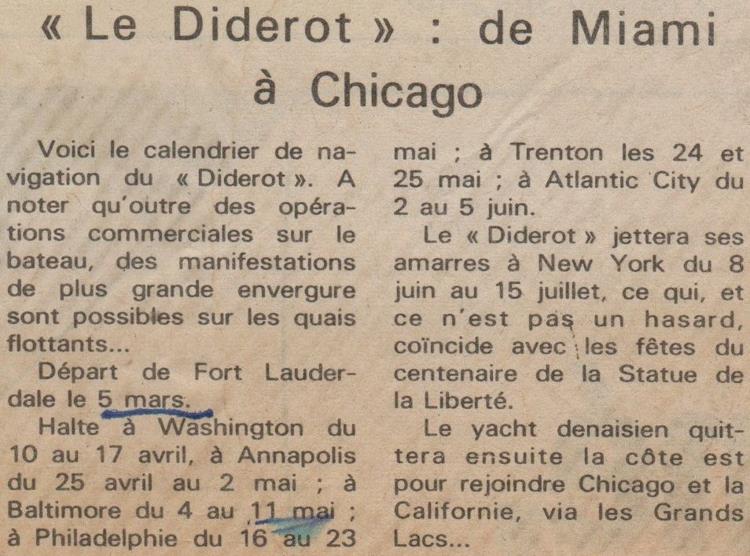 « Le Diderot » : de Miami
à Chicago
Voici le calendrier de na-
vigation du « Diderot ». A
noter qu'outre des opéra-
tions commerciales sur le
bateau, des manifestations
de plus grande envergure
sont possibles sur les quais
flottants...
Départ de Fort Lauder-
dale le 5 mars.
Halte à Washington du
10 au 17 avril, à Annapolis
du 25 avril au 2 mai ; à
Baltimore du 4 au 11 mai ;
à Philadelphie du 16 au 23
mai ; à Trenton les 24 et
25 mai ; à Atlantic City du
2 au 5 juin.
Le « Diderot » jettera ses
amarres à New York du 8
juin au 15 juillet, ce qui, et
ce n'est pas un hasard,
coïncide avec les fêtes du
centenaire de la Statue de
la Liberté.
Le yacht denaisien quit-
tera ensuite la côte est
pour rejoindre Chicago et la
Californie, via les Grands
Lacs...